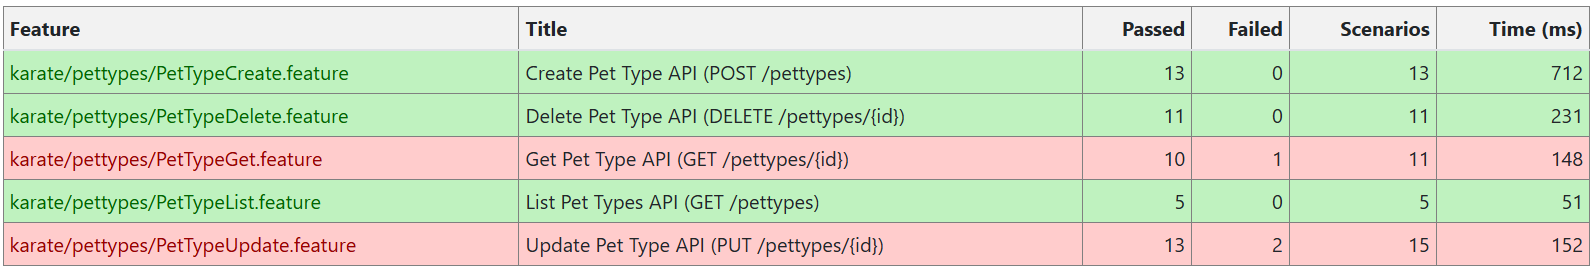 Feature Title Passed Failed Scenarios Time (ms)
karate/pettypes/PetTypeCreate.feature Create Pet Type API (POST /pettypes) 13 0 13 712
karate/pettypes/PetTypeDelete.feature Delete Pet Type API (DELETE /pettypes/{id}) 11 0 11 231
karate/pettypes/PetTypeGet.feature Get Pet Type API (GET /pettypes/{id}) 10 1 11 148
karate/pettypes/PetTypeList.feature List Pet Types API (GET /pettypes) 5 0 5 51
karate/pettypes/PetTypeUpdate.feature Update Pet Type API (PUT /pettypes/{id}) 13 2 15 152